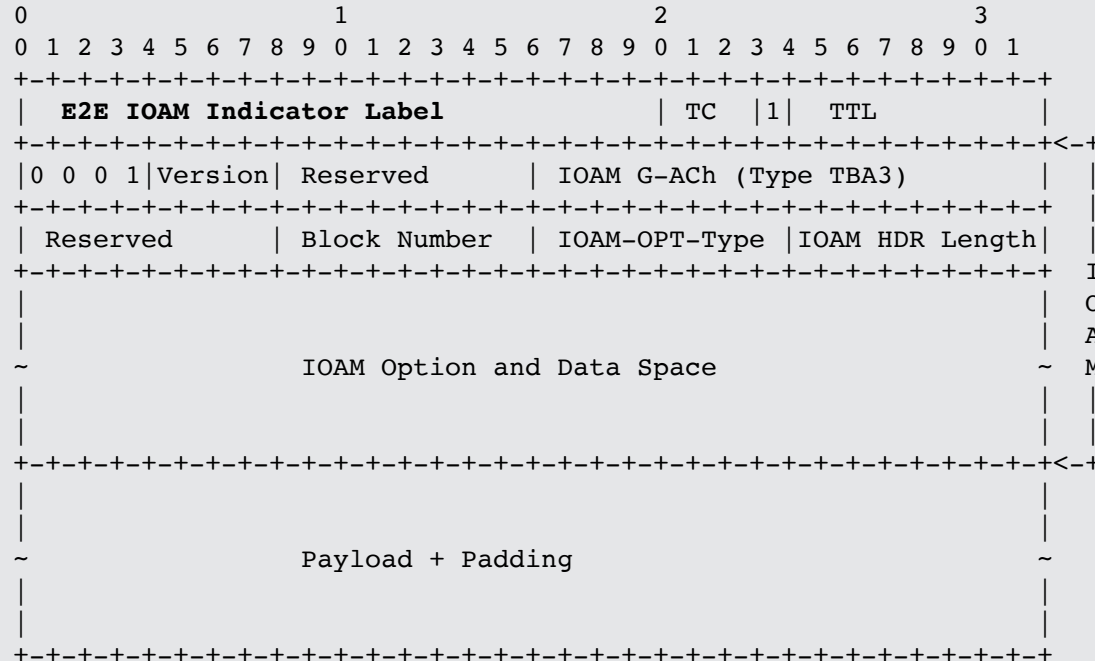 0                   1                   2                   3
0 1 2 3 4 5 6 7 8 9 0 1 2 3 4 5 6 7 8 9 0 1 2 3 4 5 6 7 8 9 0 1
+-+-+-+-+-+-+-+-+-+-+-+-+-+-+-+-+-+-+-+-+-+-+-+-+-+-+-+-+-+-+-+-+
|  E2E IOAM Indicator Label             | TC  |1|  TTL          |
+-+-+-+-+-+-+-+-+-+-+-+-+-+-+-+-+-+-+-+-+-+-+-+-+-+-+-+-+-+-+-+-+<-+
|0 0 0 1|Version| Reserved      | IOAM G-ACh (Type TBA3)        |  |
+-+-+-+-+-+-+-+-+-+-+-+-+-+-+-+-+-+-+-+-+-+-+-+-+-+-+-+-+-+-+-+-+  |
| Reserved      | Block Number  | IOAM-OPT-Type |IOAM HDR Length|  |
+-+-+-+-+-+-+-+-+-+-+-+-+-+-+-+-+-+-+-+-+-+-+-+-+-+-+-+-+-+-+-+-+  I
|                                                               |  O
|                                                               |  A
~                 IOAM Option and Data Space                    ~  M
|                                                               |  |
|                                                               |  |
+-+-+-+-+-+-+-+-+-+-+-+-+-+-+-+-+-+-+-+-+-+-+-+-+-+-+-+-+-+-+-+-+<-+
|                                                               |
|                                                               |
~                 Payload + Padding                             ~
|                                                               |
|                                                               |
+-+-+-+-+-+-+-+-+-+-+-+-+-+-+-+-+-+-+-+-+-+-+-+-+-+-+-+-+-+-+-+-+